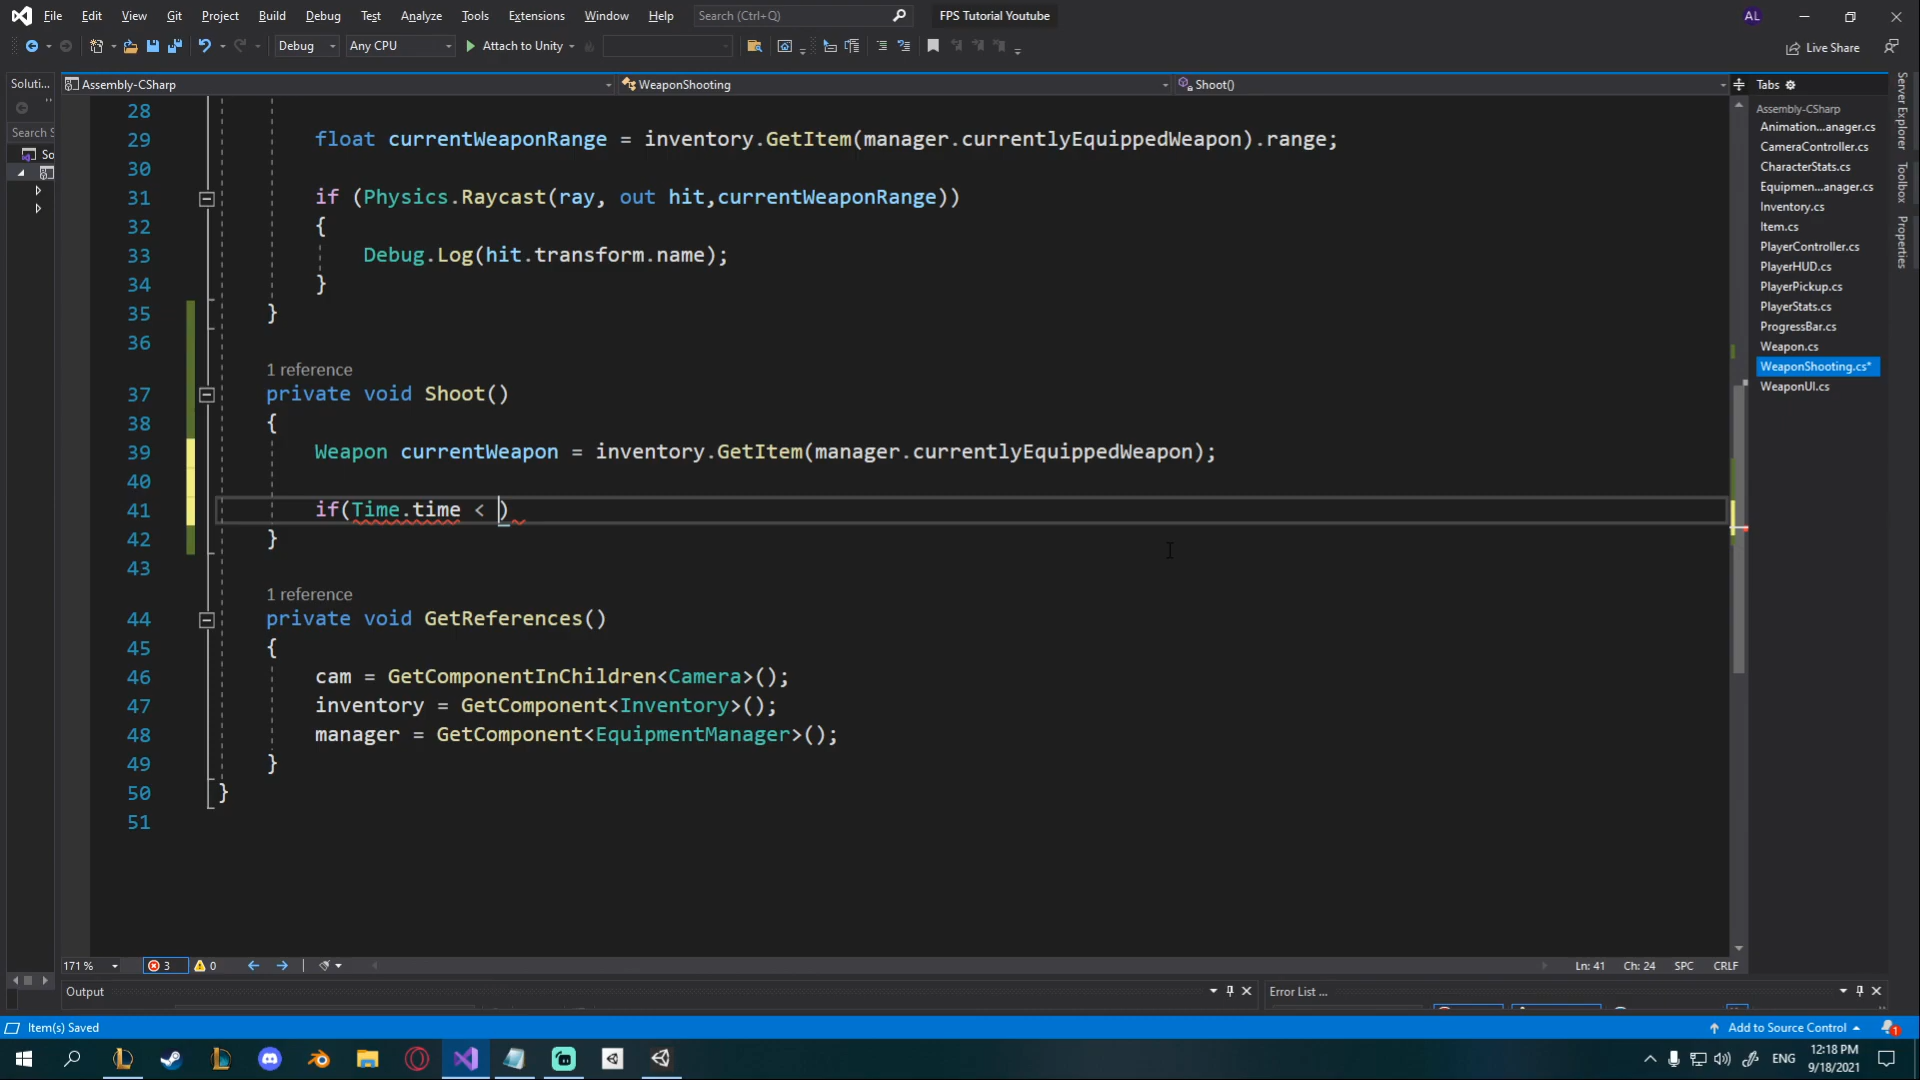 File Edit View Git Project Build Debug Test Analyze Tools Extensions Window Help Search (Ctrl+Q) FPS Tutorial Youtube AL
Debug Any CPU Attach to Unity Live Share
Soluti... Assembly-CSharp WeaponShooting Shoot() Tabs
Search S
So
28
29 float currentWeaponRange = inventory.GetItem(manager.currentlyEquippedWeapon).range;
30
31 if (Physics.Raycast(ray, out hit,currentWeaponRange))
32 {
33 Debug.Log(hit.transform.name);
34 }
35 }
36
1 reference
37 private void Shoot()
38 {
39 Weapon currentWeapon = inventory.GetItem(manager.currentlyEquippedWeapon);
40
41 if(Time.time < )
42 }
43
1 reference
44 private void GetReferences()
45 {
46 cam = GetComponentInChildren<Camera>();
47 inventory = GetComponent<Inventory>();
48 manager = GetComponent<EquipmentManager>();
49 }
50 }
51
Assembly-CSharp
Animation...anager.cs
CameraController.cs
CharacterStats.cs
Equipmen...anager.cs
Inventory.cs
Item.cs
PlayerController.cs
PlayerHUD.cs
PlayerPickup.cs
PlayerStats.cs
ProgressBar.cs
Weapon.cs
WeaponShooting.cs*
WeaponUI.cs
Server Explorer
Toolbox
Properties
171 % 3 0 Ln: 41 Ch: 24 SPC CRLF
Output Error List ...
Item(s) Saved Add to Source Control 1
ENG 12:18 PM
9/18/2021